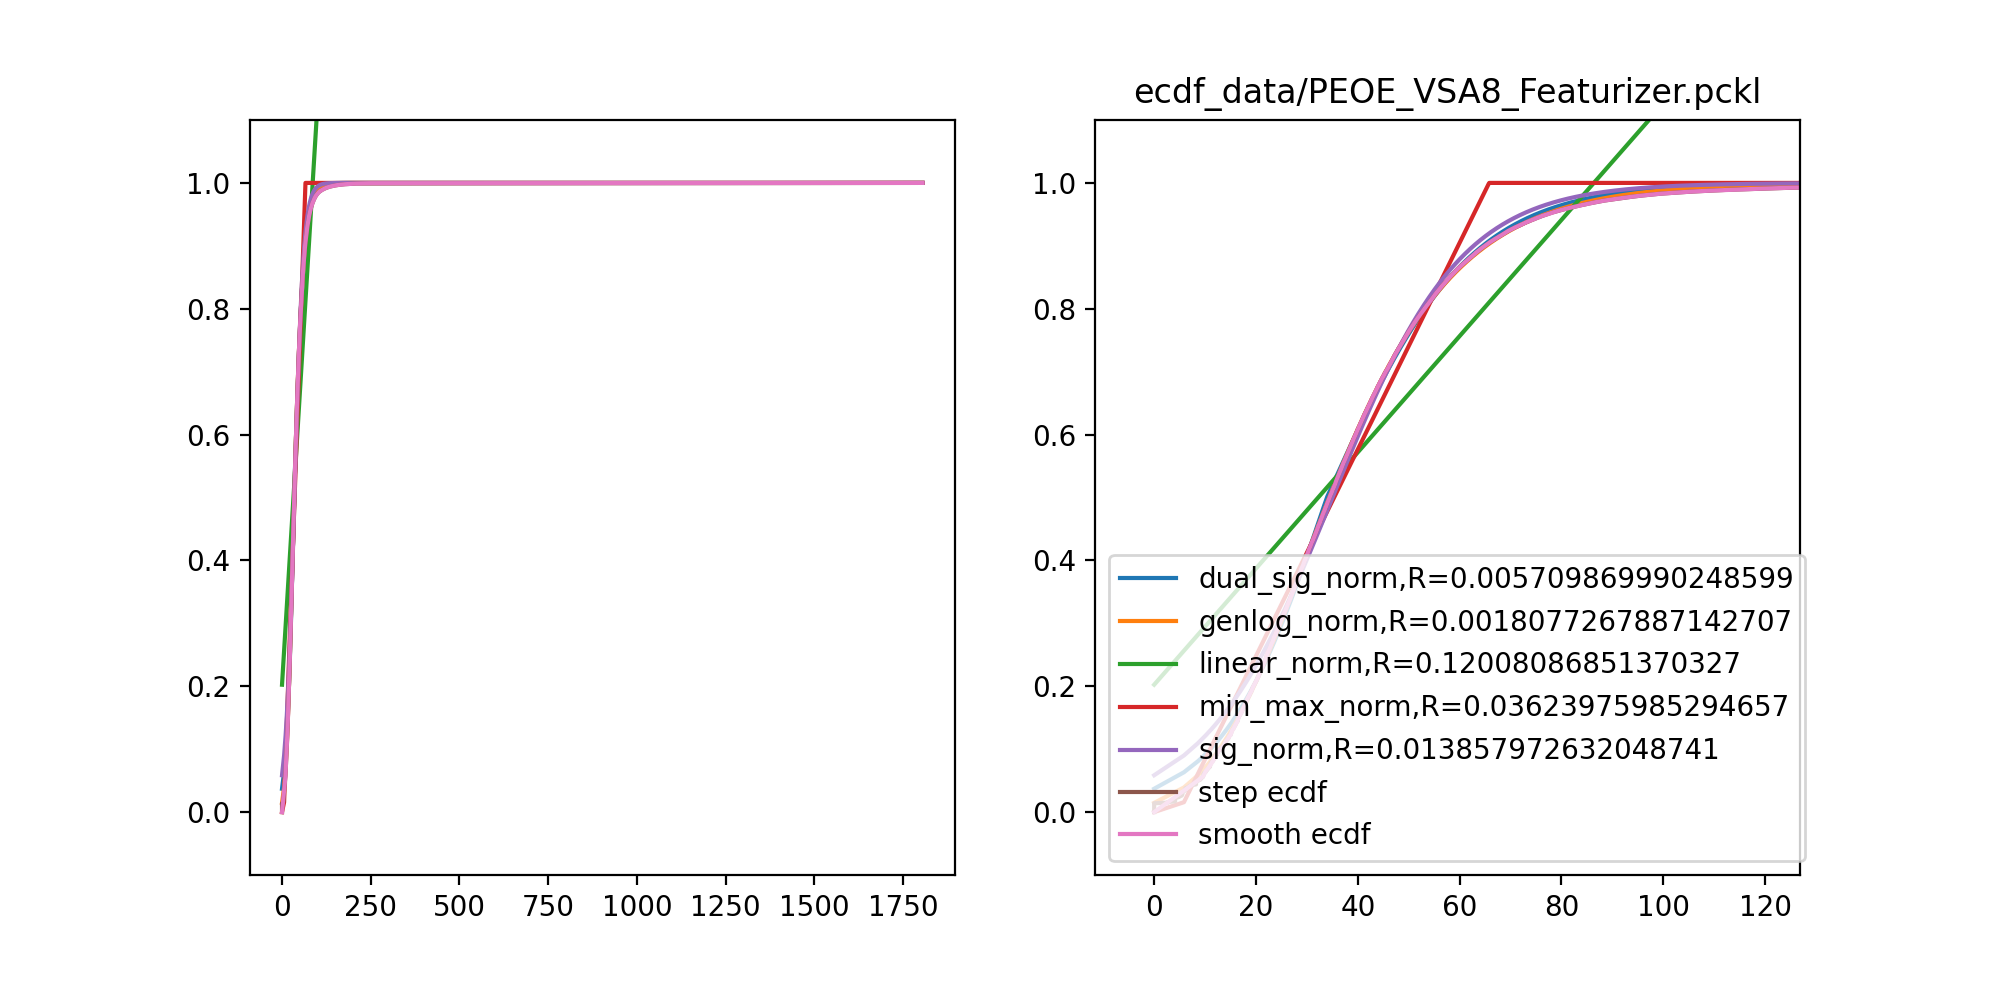 ecdf_data/PEOE_VSA8_Featurizer.pckl
1.0
0.8
0.6
0.4
0.2
0.0
0 250 500 750 1000 1250 1500 1750
1.0
0.8
0.6
0.4
0.2
0.0
dual_sig_norm,R=0.005709869990248599
genlog_norm,R=0.0018077267887142707
linear_norm,R=0.12008086851370327
min_max_norm,R=0.03623975985294657
sig_norm,R=0.013857972632048741
step ecdf
smooth ecdf
0 20 40 60 80 100 120